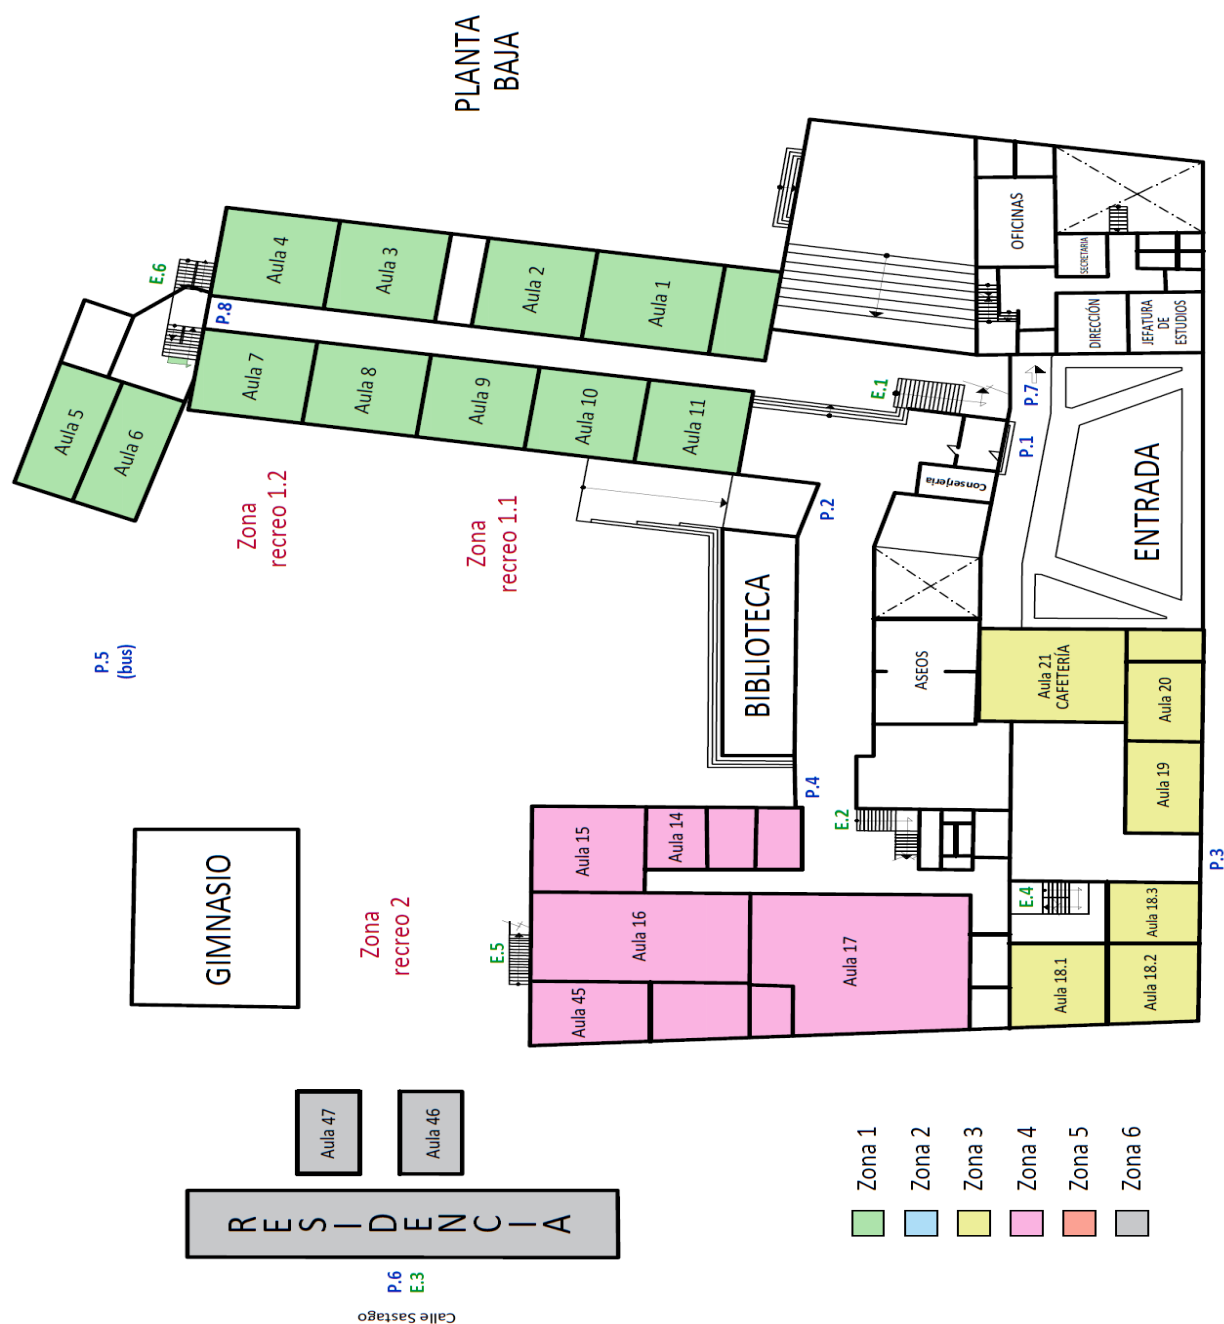 PLANTA
BAJA
E.6
Aula 4
Aula 3
Aula 2
Aula 1
P.8
Aula 5
Aula 6
Aula 7
Aula 8
Aula 9
Aula 10
Aula 11
OFICINAS
SECRETARIA
DIRECCIÓN
JEFATURA
DE
ESTUDIOS
E.1
P.7
P.1
Conserjería
P.2
ENTRADA
Zona
recreo 1.2
Zona
recreo 1.1
P.5
(bus)
BIBLIOTECA
ASEOS
Aula 21
CAFETERÍA
Aula 20
Aula 19
P.4
E.2
P.3
GIMNASIO
Zona
recreo 2
Aula 15
Aula 14
E.5
Aula 16
Aula 17
Aula 45
E.4
Aula 18.3
Aula 18.1
Aula 18.2
Aula 47
Aula 46
RESIDENCIA
P.6
E.3
Calle Sastago
Zona 1
Zona 2
Zona 3
Zona 4
Zona 5
Zona 6